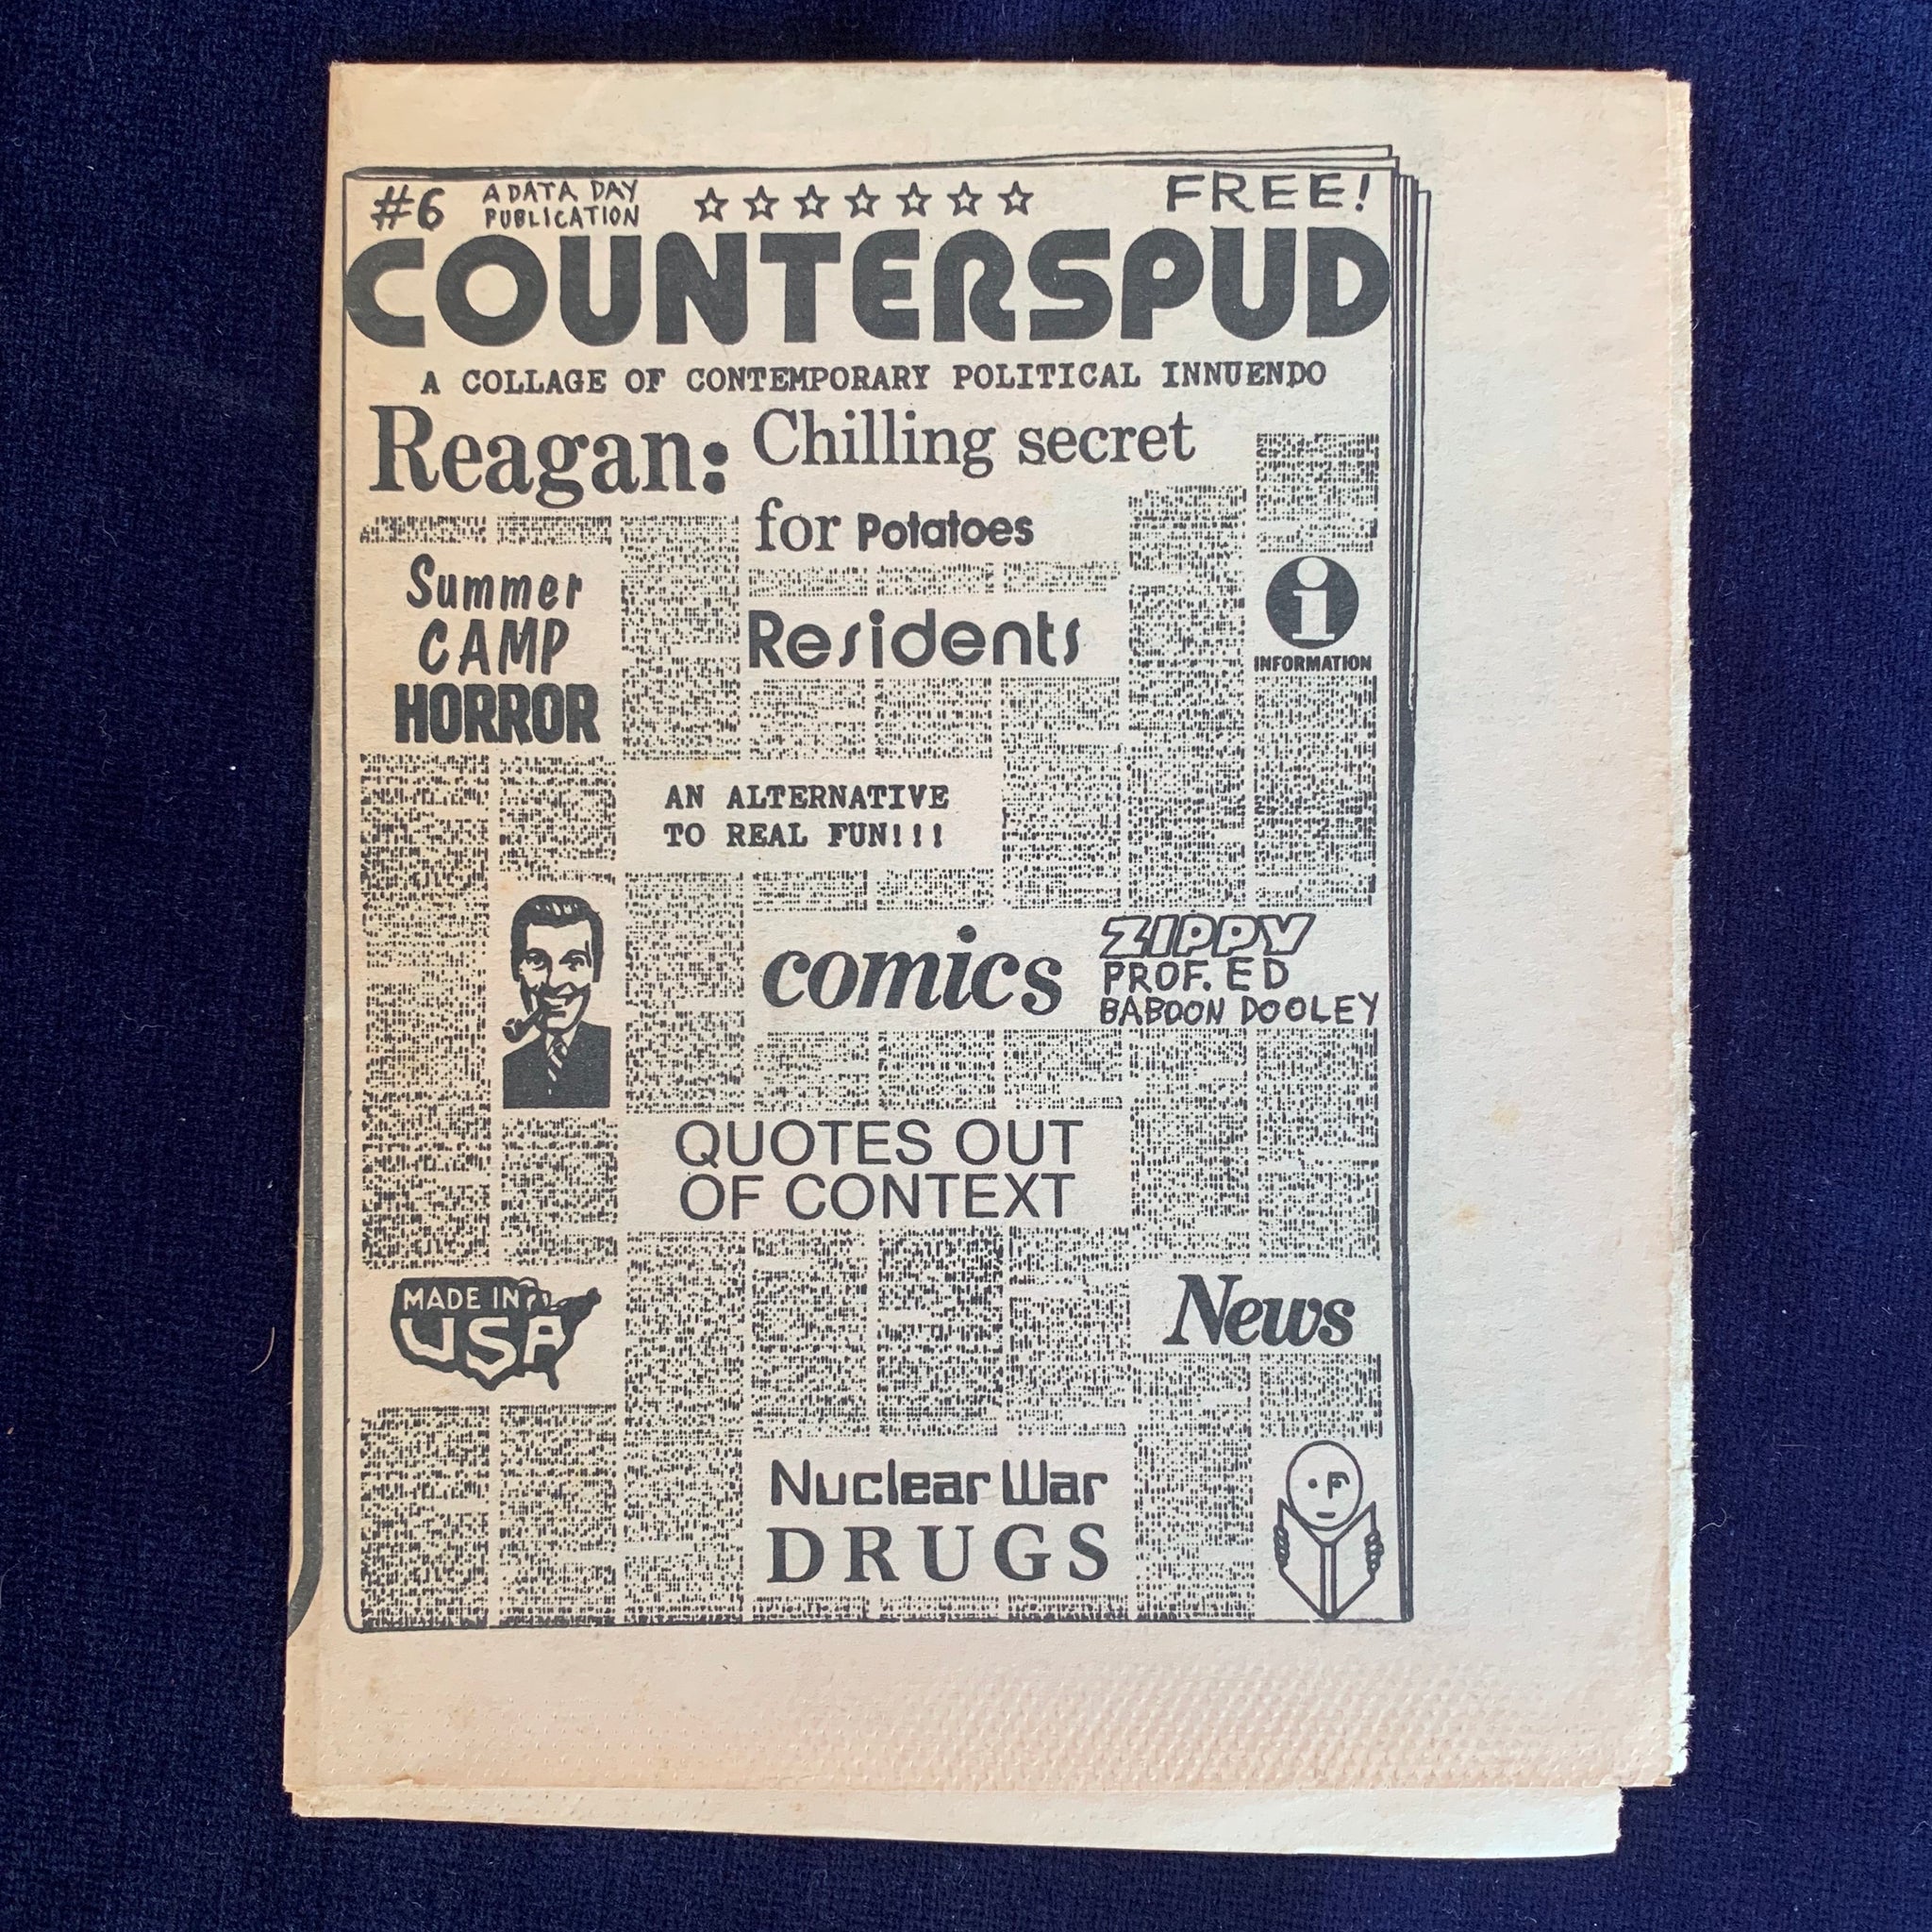 #6
A DATA DAY
PUBLICATION
FREE!
COUNTERSPUD
A COLLAGE OF CONTEMPORARY POLITICAL INNUENDO
Reagan: Chilling secret
for Potatoes
Summer
CAMP
HORROR
Residents
i
INFORMATION
AN ALTERNATIVE
TO REAL FUN!!!
comics
ZIPPY
PROF. ED
BABOON DOOLEY
QUOTES OUT
OF CONTEXT
MADE IN
USA
News
Nuclear War
DRUGS